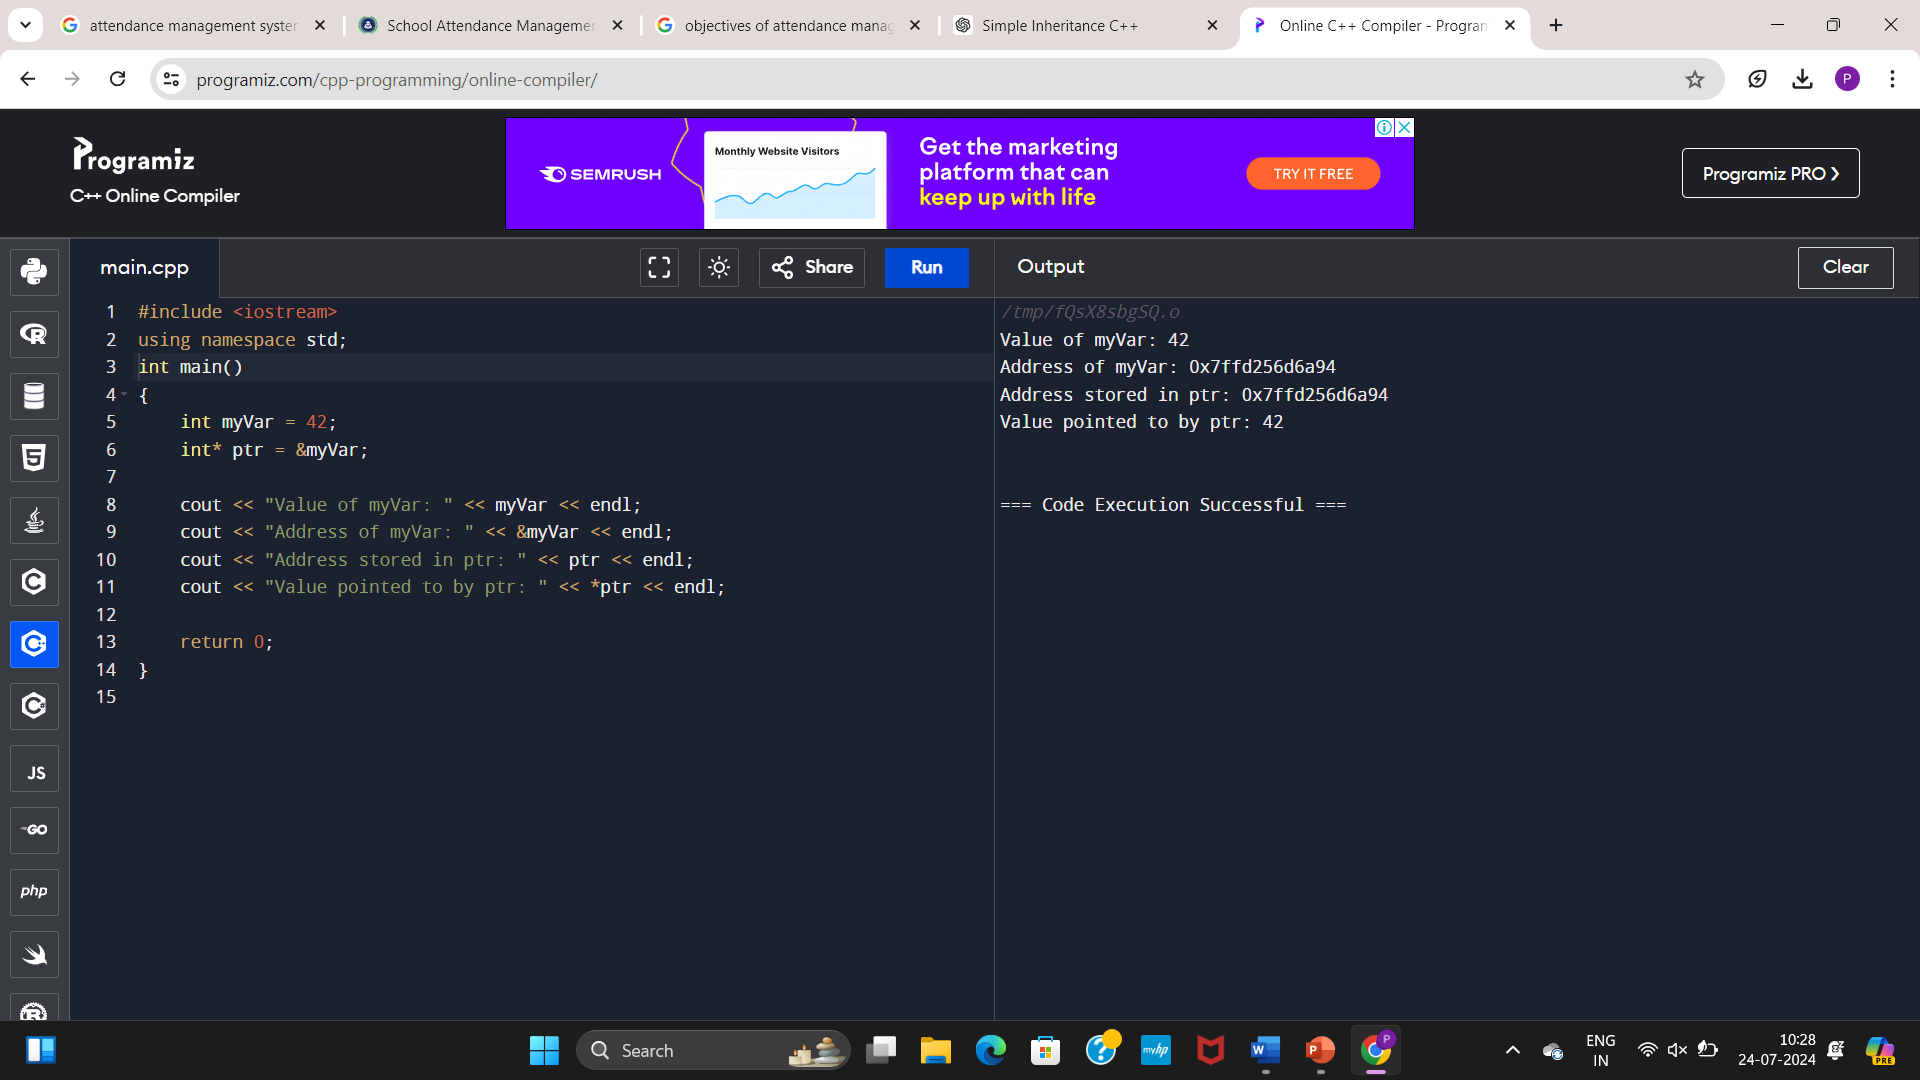 attendance management system
School Attendance Managemen
objectives of attendance manag
Simple Inheritance C++
Online C++ Compiler - Program
programiz.com/cpp-programming/online-compiler/
P
Programiz
C++ Online Compiler
SEMRUSH
Monthly Website Visitors
Get the marketing
platform that can
keep up with life
TRY IT FREE
Programiz PRO
main.cpp
Share
Run
Output
Clear
1 #include <iostream>
2 using namespace std;
3 int main()
4 {
5 int myVar = 42;
6 int* ptr = &myVar;
7
8 cout << "Value of myVar: " << myVar << endl;
9 cout << "Address of myVar: " << &myVar << endl;
10 cout << "Address stored in ptr: " << ptr << endl;
11 cout << "Value pointed to by ptr: " << *ptr << endl;
12
13 return 0;
14 }
15
/tmp/fQsX8sbgSQ.o
Value of myVar: 42
Address of myVar: 0x7ffd256d6a94
Address stored in ptr: 0x7ffd256d6a94
Value pointed to by ptr: 42
=== Code Execution Successful ===
R
5
C
C
C
JS
GO
php
R
Search
myhp
W
P
P
ENG
IN
10:28
24-07-2024
PRE